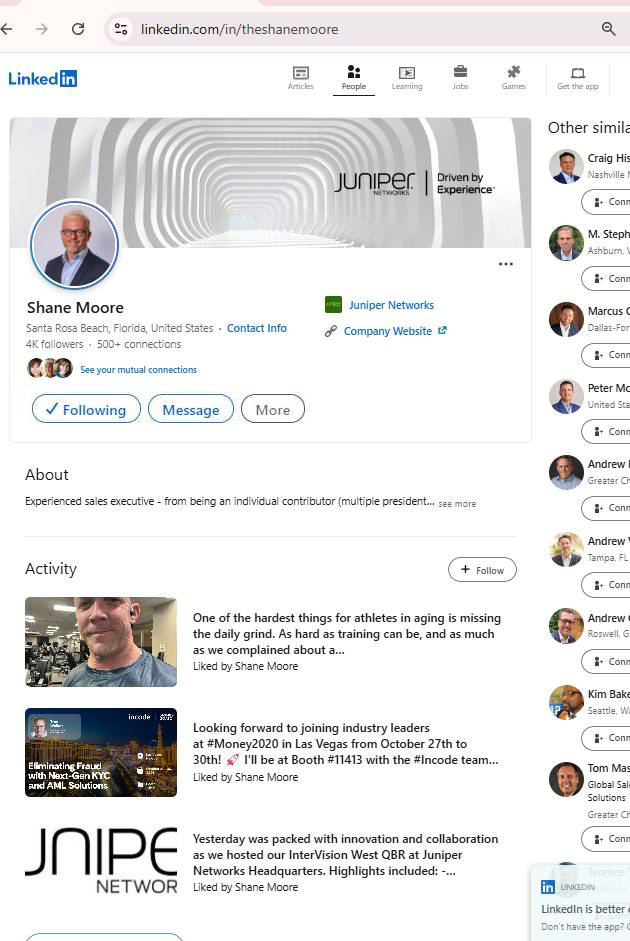 linkedin.com/in/theshanemoore
LinkedIn
Articles
People
Learning
Jobs
Games
Get the app
JUNIPER NETWORKS | Driven by Experience
Shane Moore
Santa Rosa Beach, Florida, United States · Contact Info
4K followers · 500+ connections
See your mutual connections
Juniper Networks
Company Website
Following
Message
More
About
Experienced sales executive - from being an individual contributor (multiple president... see more
Activity
+ Follow
One of the hardest things for athletes in aging is missing
the daily grind. As hard as training can be, and as much
as we complained about a...
Liked by Shane Moore
incode
Eliminating Fraud
with Next-Gen KYC
and AML Solutions
Looking forward to joining industry leaders
at #Money2020 in Las Vegas from October 27th to
30th! 🚀 I'll be at Booth #11413 with the #Incode team...
Liked by Shane Moore
JNIPE
NETWOR
Yesterday was packed with innovation and collaboration
as we hosted our InterVision West QBR at Juniper
Networks Headquarters. Highlights included: -...
Liked by Shane Moore
Other simila
Craig His
Nashville
Conn
M. Steph
Ashburn, V
Conn
Marcus C
Dallas-For
Conn
Peter Mc
United Sta
Conn
Andrew
Greater Ch
Conn
Andrew
Tampa, FL
Conn
Andrew
Roswell, G
Conn
Kim Bake
Seattle, W
Conn
Tom Mas
Global Sal
Solutions
Greater Ch
Conn
Terence
LINKEDIN
LinkedIn is better
Don't have the app?